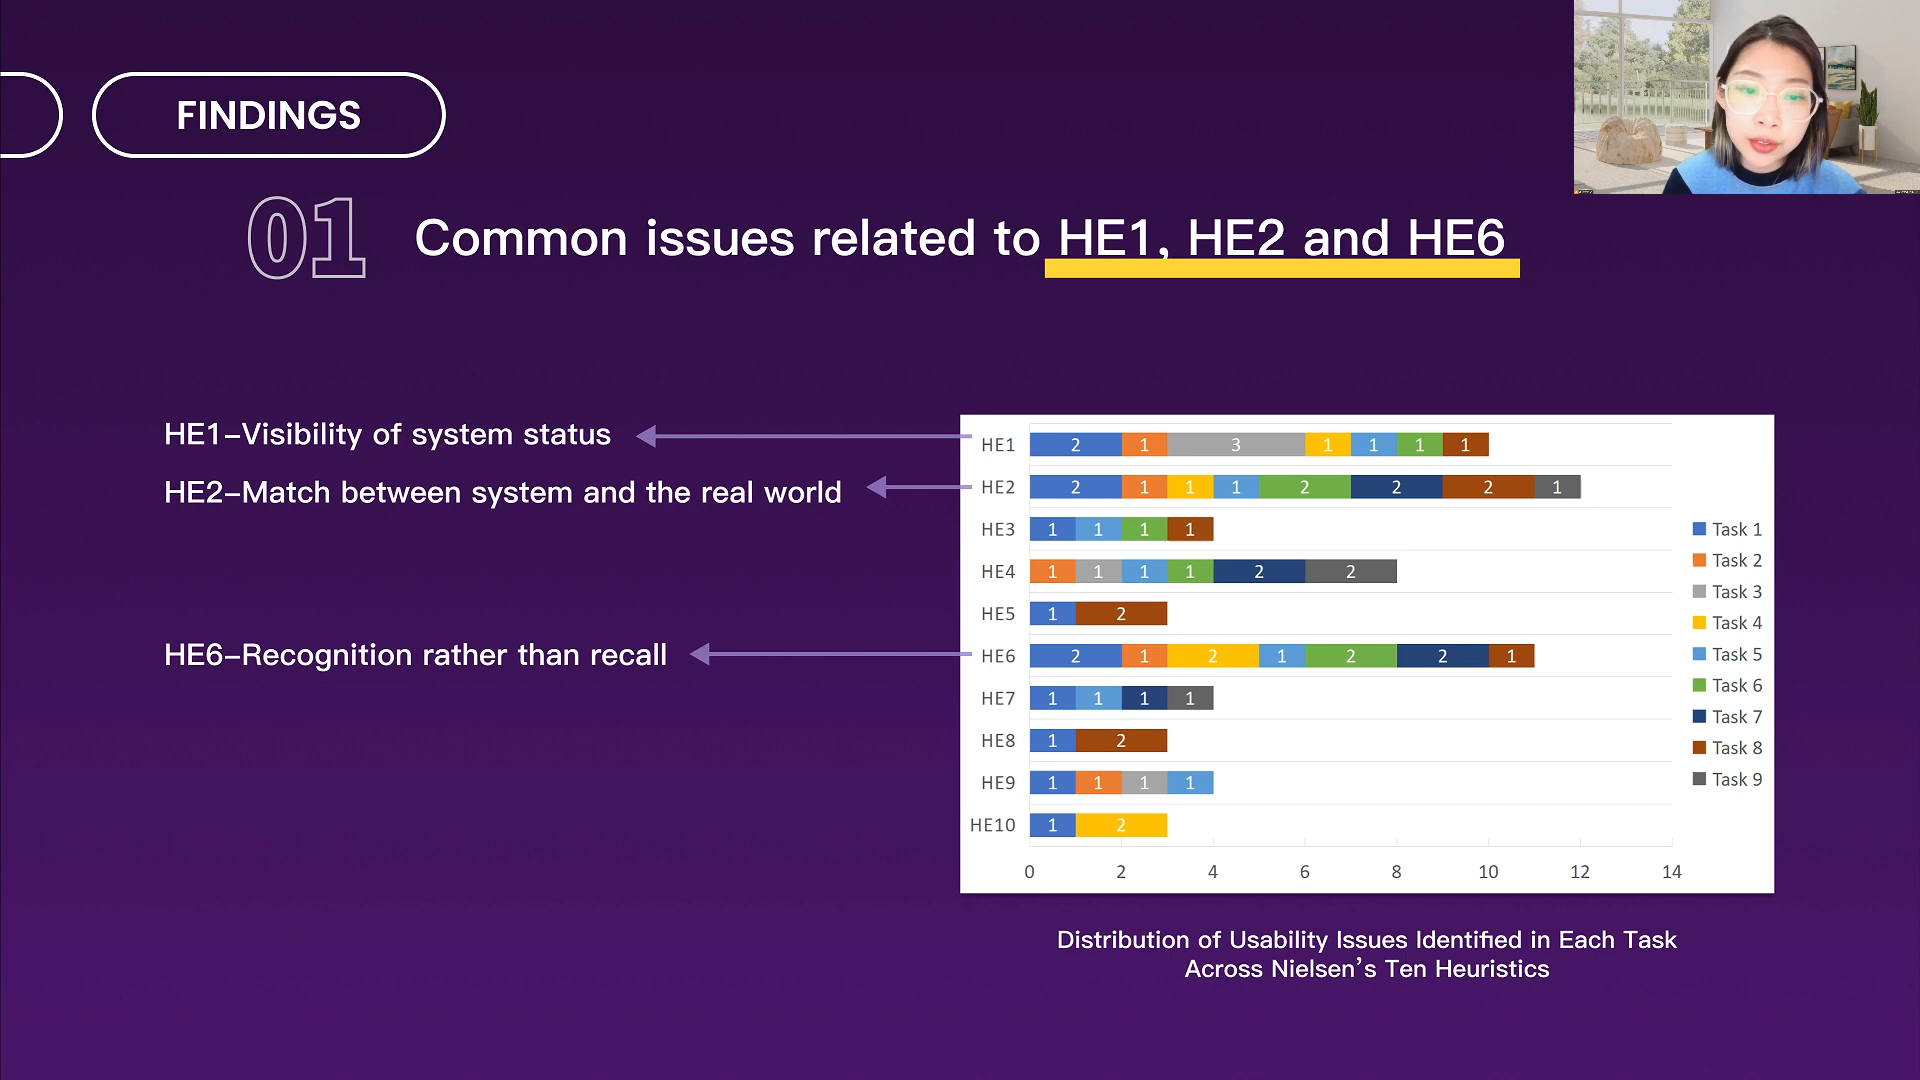 FINDINGS
01
Common issues related to HE1, HE2 and HE6
HE1–Visibility of system status
HE2–Match between system and the real world
HE6–Recognition rather than recall
HE1 2 1 3 1 1 1 1
HE2 2 1 1 1 2 2 2 1
HE3 1 1 1 1
HE4 1 1 1 1 2 2
HE5 1 2
HE6 2 1 2 1 2 2 1
HE7 1 1 1 1
HE8 1 2
HE9 1 1 1 1
HE10 1 2
0 2 4 6 8 10 12 14
Task 1
Task 2
Task 3
Task 4
Task 5
Task 6
Task 7
Task 8
Task 9
Distribution of Usability Issues Identified in Each Task
Across Nielsen's Ten Heuristics